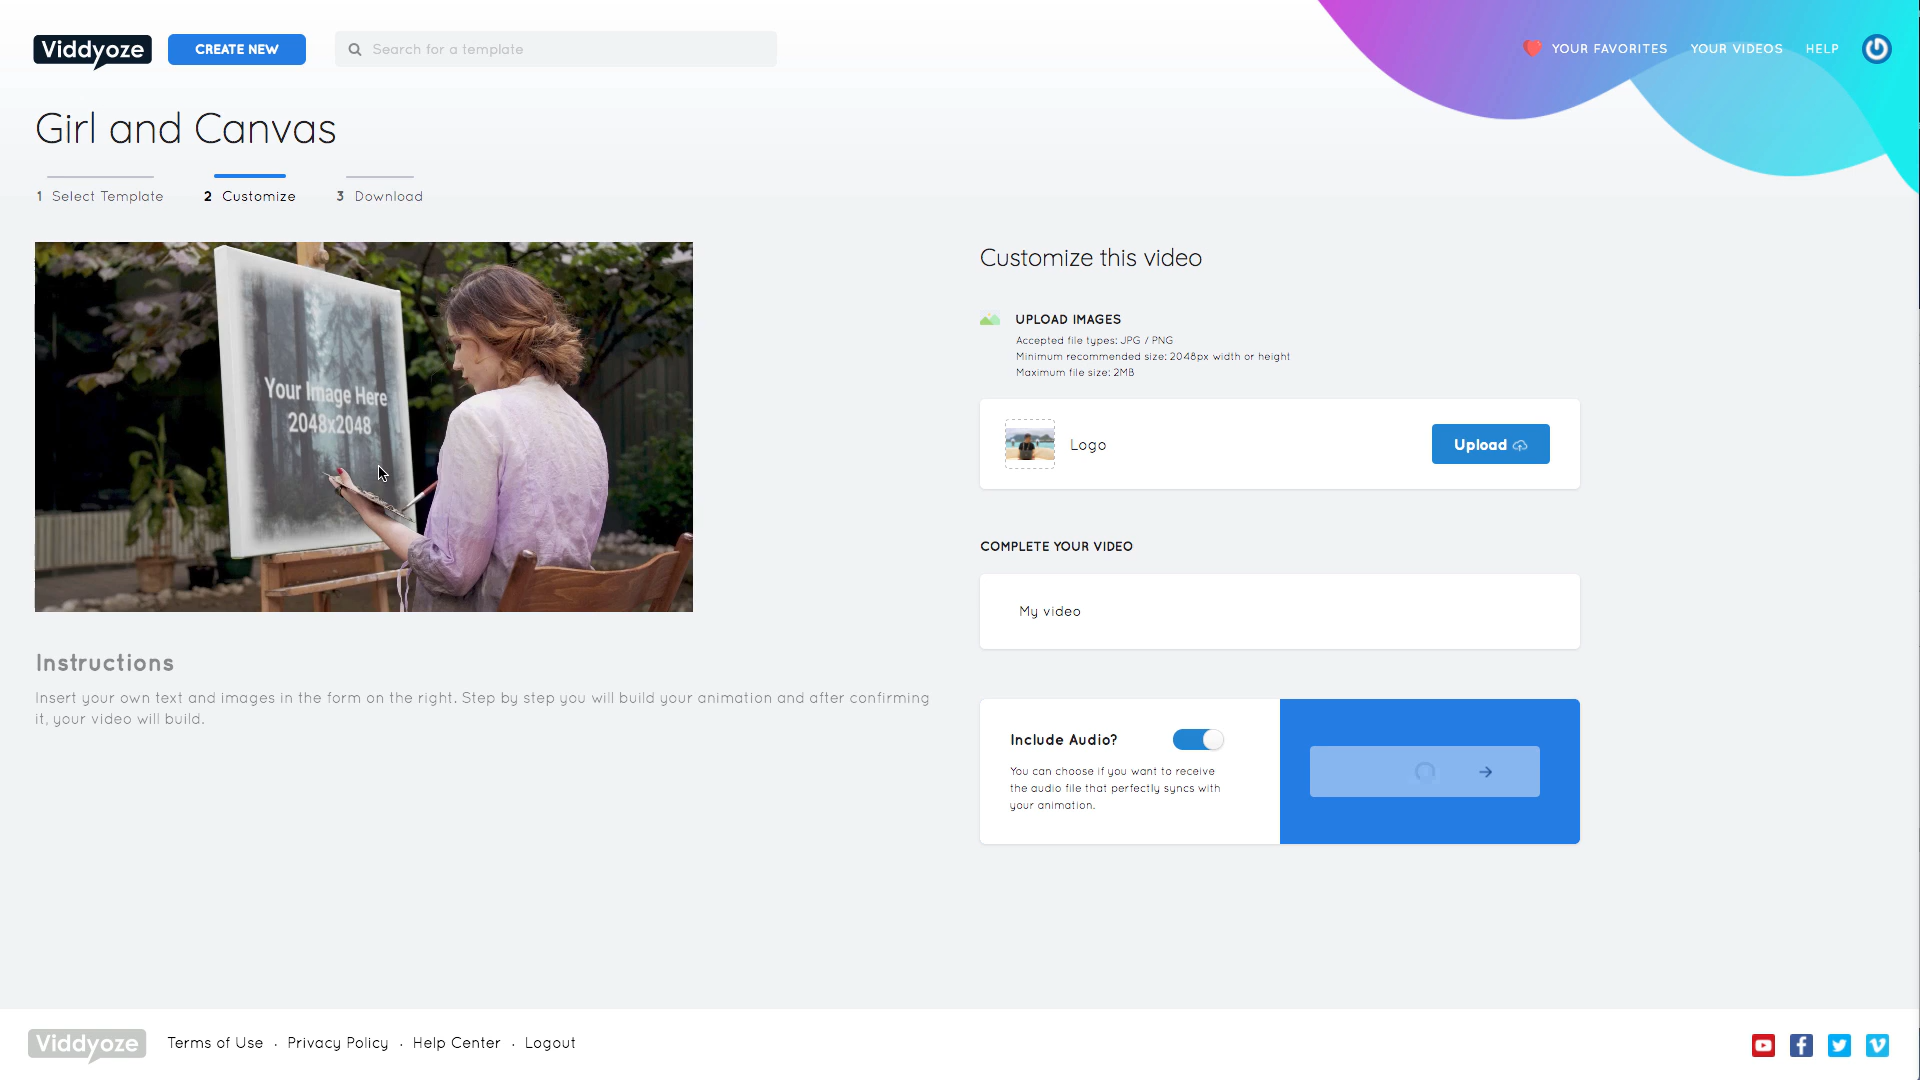 Viddyoze
CREATE NEW
Search for a template
YOUR FAVORITES
YOUR VIDEOS
HELP
Girl and Canvas
1 Select Template
2 Customize
3 Download
Your Image Here
2048x2048
Instructions
Insert your own text and images in the form on the right. Step by step you will build your animation and after confirming
it, your video will build.
Customize this video
UPLOAD IMAGES
Accepted file types: JPG / PNG
Minimum recommended size: 2048px width or height
Maximum file size: 2MB
Logo
Upload
COMPLETE YOUR VIDEO
My video
Include Audio?
You can choose if you want to receive
the audio file that perfectly syncs with
your animation.
Viddyoze
Terms of Use · Privacy Policy · Help Center · Logout